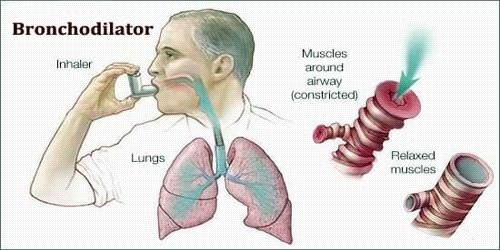 Bronchodilator
Inhaler
Lungs
Muscles
around
airway
(constricted)
Relaxed
muscles